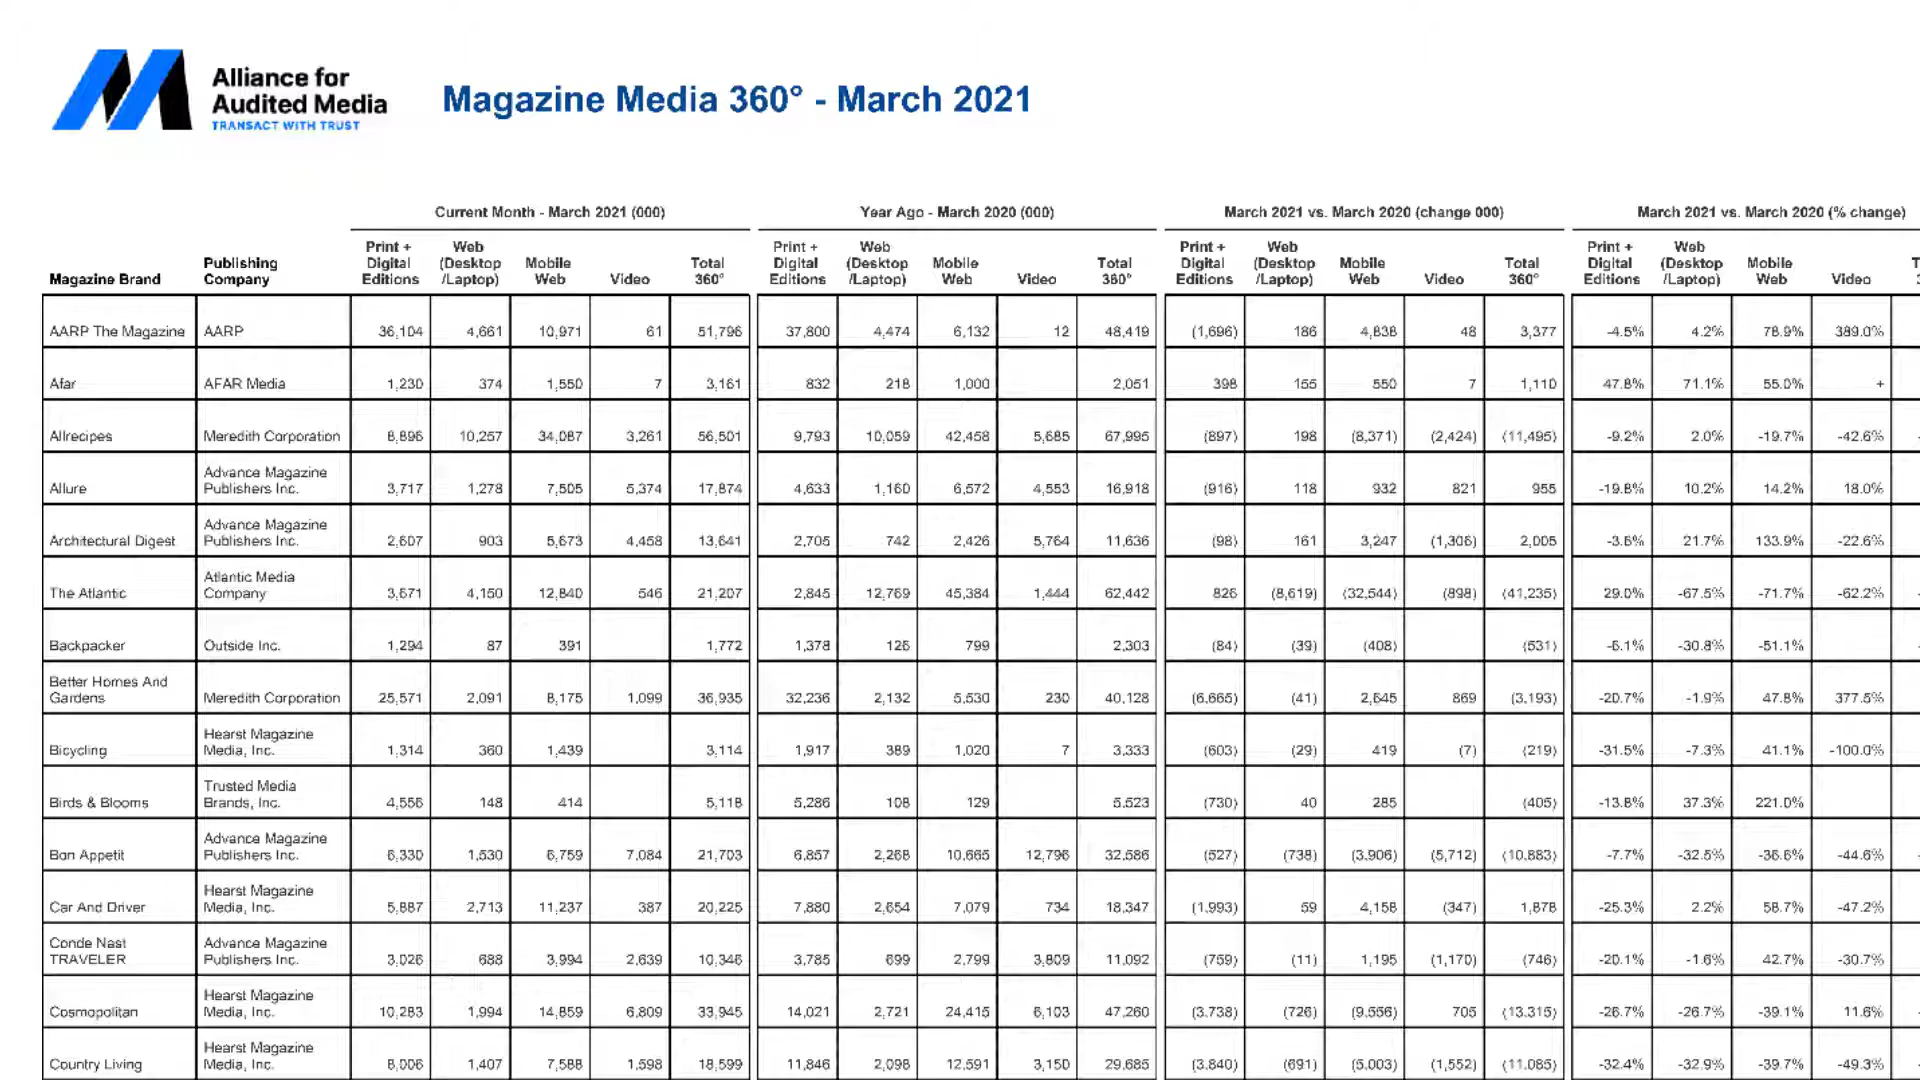 Alliance for
Audited Media
TRANSACT WITH TRUST
Magazine Media 360° - March 2021
Current Month - March 2021 (000) Year Ago - March 2020 (000) March 2021 vs. March 2020 (change 000) March 2021 vs. March 2020 (% change)
Magazine Brand Publishing Company Print + Digital Editions Web (Desktop /Laptop) Mobile Web Video Total 360° Print + Digital Editions Web (Desktop /Laptop) Mobile Web Video Total 360° Print + Digital Editions Web (Desktop /Laptop) Mobile Web Video Total 360° Print + Digital Editions Web (Desktop /Laptop) Mobile Web Video
AARP The Magazine AARP 36,104 4,661 10,971 61 51,796 37,800 4,474 6,132 12 48,419 (1,696) 186 4,838 48 3,377 -4.5% 4.2% 78.9% 389.0%
Afar AFAR Media 1,230 374 1,550 7 3,161 832 218 1,000 2,051 398 155 550 7 1,110 47.8% 71.1% 55.0% +
Allrecipes Meredith Corporation 8,896 10,257 34,087 3,261 56,501 9,793 10,059 42,458 5,685 67,995 (897) 198 (8,371) (2,424) (11,495) -9.2% 2.0% -19.7% -42.6%
Allure Advance Magazine Publishers Inc. 3,717 1,278 7,505 5,374 17,874 4,633 1,160 6,572 4,553 16,918 (916) 118 932 821 955 -19.8% 10.2% 14.2% 18.0%
Architectural Digest Advance Magazine Publishers Inc. 2,607 903 5,673 4,458 13,641 2,705 742 2,426 5,764 11,636 (98) 161 3,247 (1,306) 2,005 -3.6% 21.7% 133.9% -22.6%
The Atlantic Atlantic Media Company 3,671 4,150 12,840 546 21,207 2,845 12,769 45,384 1,444 62,442 826 (8,619) (32,544) (898) (41,235) 29.0% -67.5% -71.7% -62.2%
Backpacker Outside Inc. 1,294 87 391 1,772 1,378 126 799 2,303 (84) (39) (408) (531) -6.1% -30.8% -51.1%
Better Homes And Gardens Meredith Corporation 25,571 2,091 8,175 1,099 36,935 32,236 2,132 5,530 230 40,128 (6,665) (41) 2,645 869 (3,193) -20.7% -1.9% 47.8% 377.5%
Bicycling Hearst Magazine Media, Inc. 1,314 360 1,439 3,114 1,917 389 1,020 7 3,333 (603) (29) 419 (7) (219) -31.5% -7.3% 41.1% -100.0%
Birds & Blooms Trusted Media Brands, Inc. 4,556 148 414 5,118 5,286 108 129 5,523 (730) 40 285 (405) -13.8% 37.3% 221.0%
Bon Appetit Advance Magazine Publishers Inc. 6,330 1,530 6,759 7,084 21,703 6,857 2,268 10,665 12,796 32,586 (527) (738) (3,906) (5,712) (10,883) -7.7% -32.5% -36.6% -44.6%
Car And Driver Hearst Magazine Media, Inc. 5,887 2,713 11,237 387 20,225 7,880 2,654 7,079 734 18,347 (1,993) 59 4,158 (347) 1,878 -25.3% 2.2% 58.7% -47.2%
Conde Nast TRAVELER Advance Magazine Publishers Inc. 3,026 688 3,994 2,639 10,346 3,785 699 2,799 3,809 11,092 (759) (11) 1,195 (1,170) (746) -20.1% -1.6% 42.7% -30.7%
Cosmopolitan Hearst Magazine Media, Inc. 10,283 1,994 14,859 6,809 33,945 14,021 2,721 24,415 6,103 47,260 (3,738) (726) (9,556) 705 (13,315) -26.7% -26.7% -39.1% 11.6%
Country Living Hearst Magazine Media, Inc. 8,006 1,407 7,588 1,598 18,599 11,846 2,098 12,591 3,150 29,685 (3,840) (691) (5,003) (1,552) (11,085) -32.4% -32.9% -39.7% -49.3%